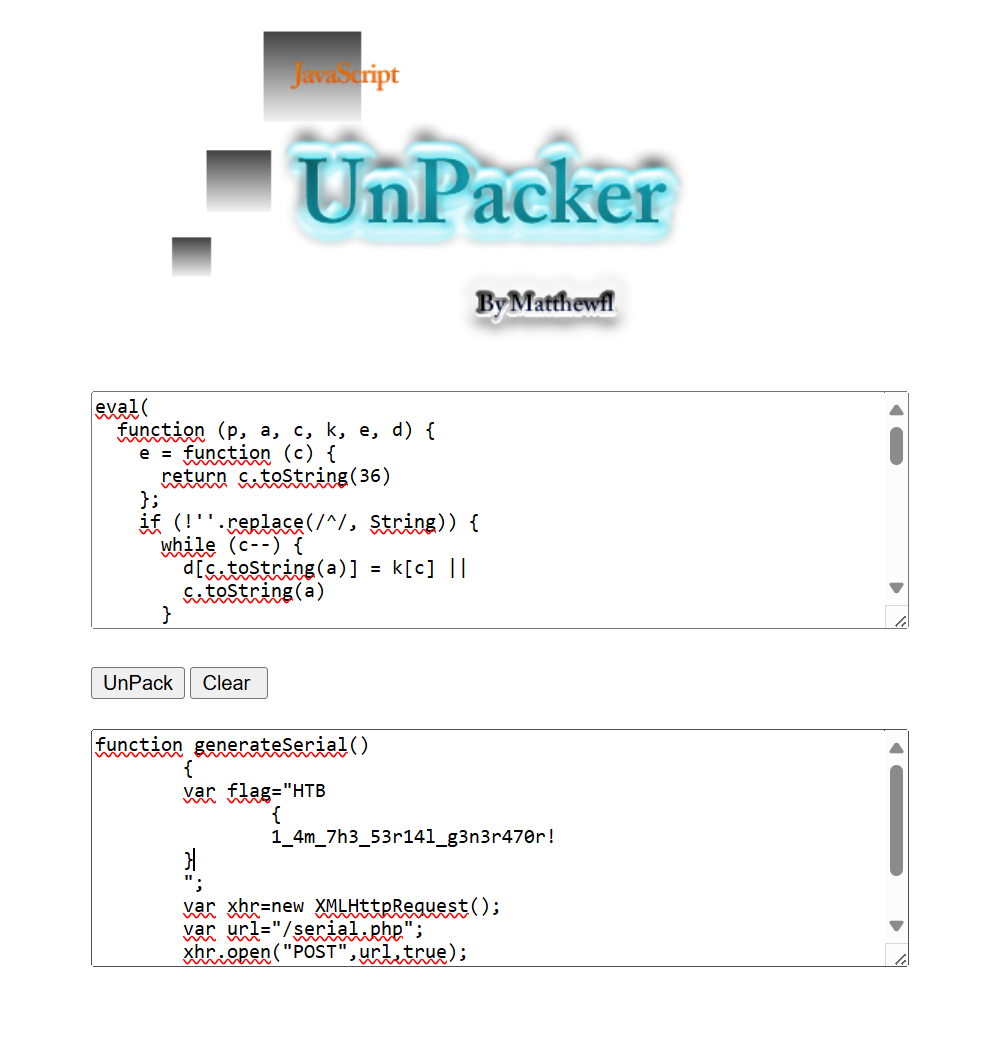 JavaScript
UnPacker
By Matthewfl
eval(
  function (p, a, c, k, e, d) {
    e = function (c) {
      return c.toString(36)
    };
    if (!''.replace(/^/, String)) {
      while (c--) {
        d[c.toString(a)] = k[c] ||
        c.toString(a)
      }
UnPack Clear
function generateSerial()
        {
        var flag="HTB
                {
                1_4m_7h3_53r14l_g3n3r470r!
        }
        ";
        var xhr=new XMLHttpRequest();
        var url="/serial.php";
        xhr.open("POST",url,true);